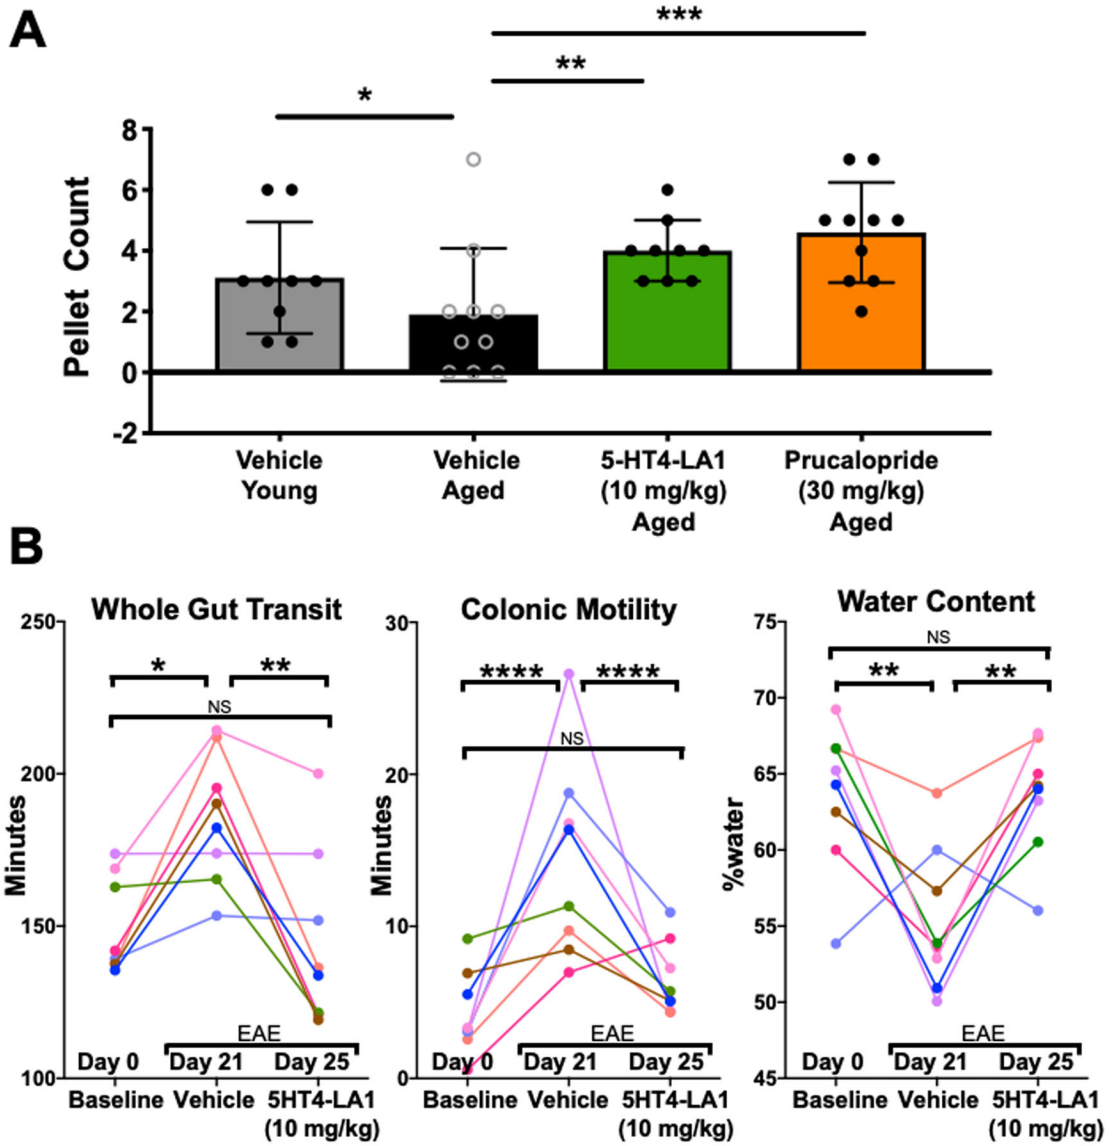 A
***
**
*
8
6
4
2
0
-2
Pellet Count
Vehicle
Young
Vehicle
Aged
5-HT4-LA1
(10 mg/kg)
Aged
Prucalopride
(30 mg/kg)
Aged
B
Whole Gut Transit
250
200
150
100
Minutes
*
**
NS
EAE
Day 0
Day 21
Day 25
Baseline
Vehicle
5HT4-LA1
(10 mg/kg)
Colonic Motility
30
20
10
0
Minutes
****
****
NS
EAE
Day 0
Day 21
Day 25
Baseline
Vehicle
5HT4-LA1
(10 mg/kg)
Water Content
75
70
65
60
55
50
45
%water
NS
**
**
EAE
Day 0
Day 21
Day 25
Baseline
Vehicle
5HT4-LA1
(10 mg/kg)